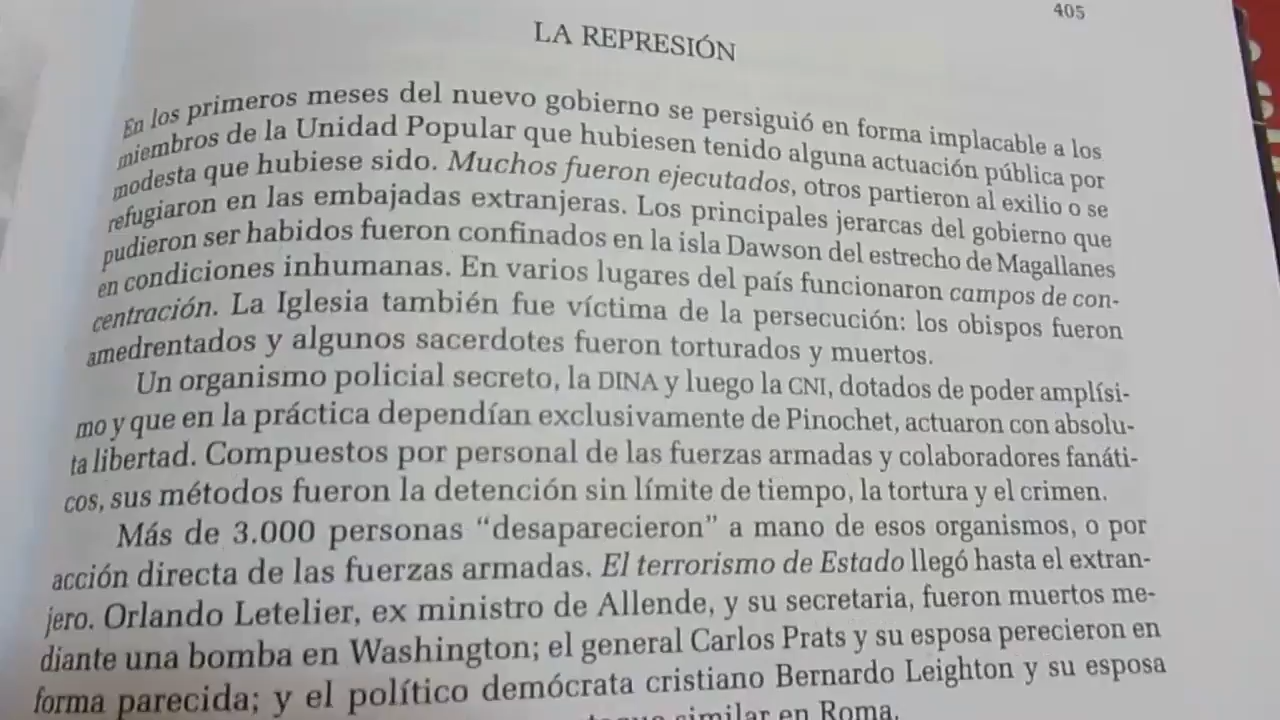 405
LA REPRESIÓN
En los primeros meses del nuevo gobierno se persiguió en forma implacable a los
miembros de la Unidad Popular que hubiesen tenido alguna actuación pública por
modesta que hubiese sido. Muchos fueron ejecutados, otros partieron al exilio o se
refugiaron en las embajadas extranjeras. Los principales jerarcas del gobierno que
pudieron ser habidos fueron confinados en la isla Dawson del estrecho de Magallanes
en condiciones inhumanas. En varios lugares del país funcionaron campos de con-
centración. La Iglesia también fue víctima de la persecución: los obispos fueron
amedrentados y algunos sacerdotes fueron torturados y muertos.
Un organismo policial secreto, la DINA y luego la CNI, dotados de poder amplísi-
mo y que en la práctica dependían exclusivamente de Pinochet, actuaron con absolu-
ta libertad. Compuestos por personal de las fuerzas armadas y colaboradores fanáti-
cos, sus métodos fueron la detención sin límite de tiempo, la tortura y el crimen.
Más de 3.000 personas “desaparecieron” a mano de esos organismos, o por
acción directa de las fuerzas armadas. El terrorismo de Estado llegó hasta el extran-
jero. Orlando Letelier, ex ministro de Allende, y su secretaria, fueron muertos me-
diante una bomba en Washington; el general Carlos Prats y su esposa perecieron en
forma parecida; y el político demócrata cristiano Bernardo Leighton y su esposa
similar en Roma.